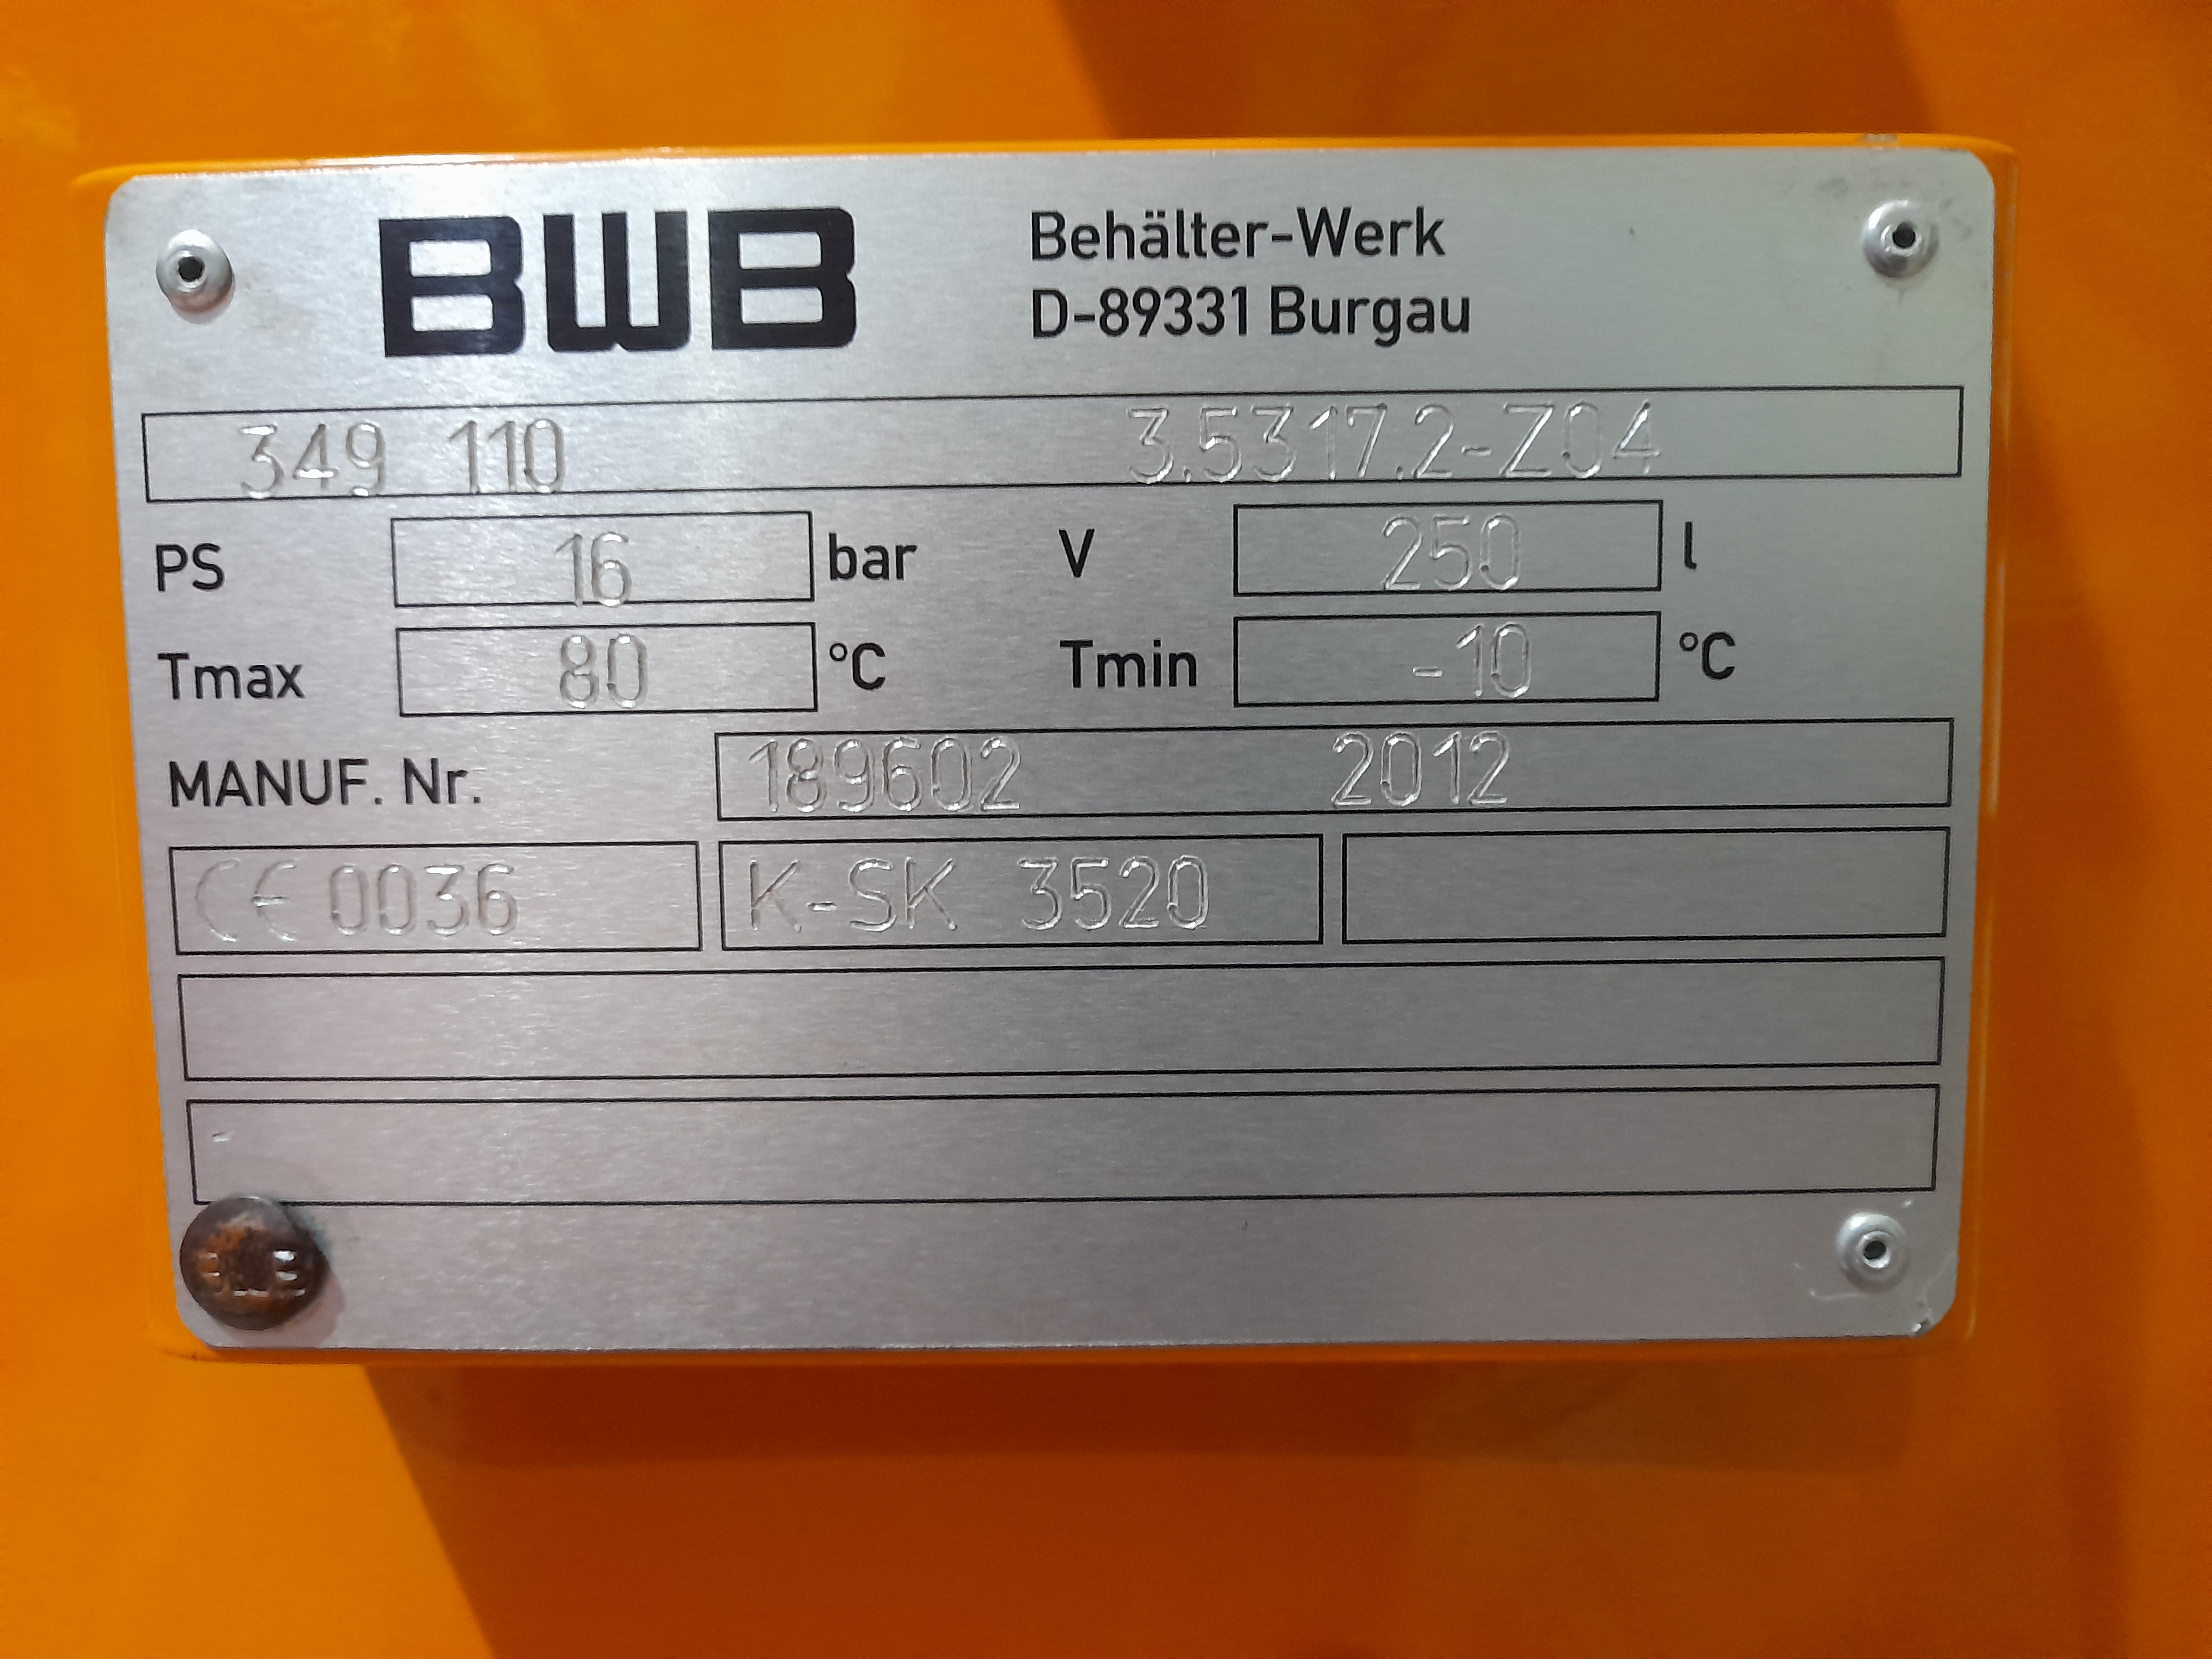 BWB Behälter-Werk
D-89331 Burgau
349 110 3.5317.2-Z04
PS 16 bar V 250 l
Tmax 80 °C Tmin -10 °C
MANUF. Nr. 189602 2012
CE 0036 K-SK 3520